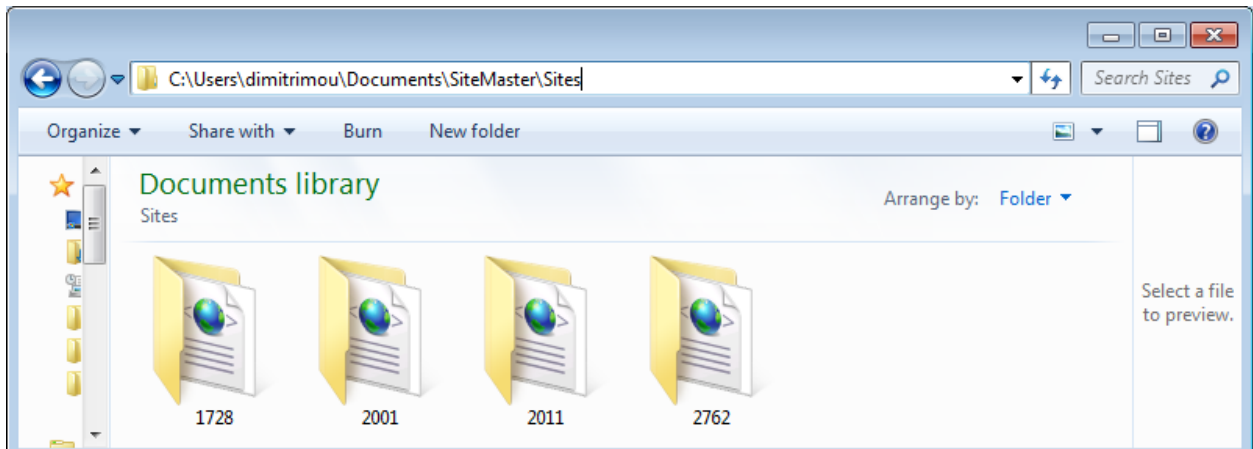 C:\Users\dimitrimou\Documents\SiteMaster\Sites
Search Sites
Organize Share with Burn New folder
Documents library
Sites
Arrange by: Folder
Select a file
to preview.
1728 2001 2011 2762